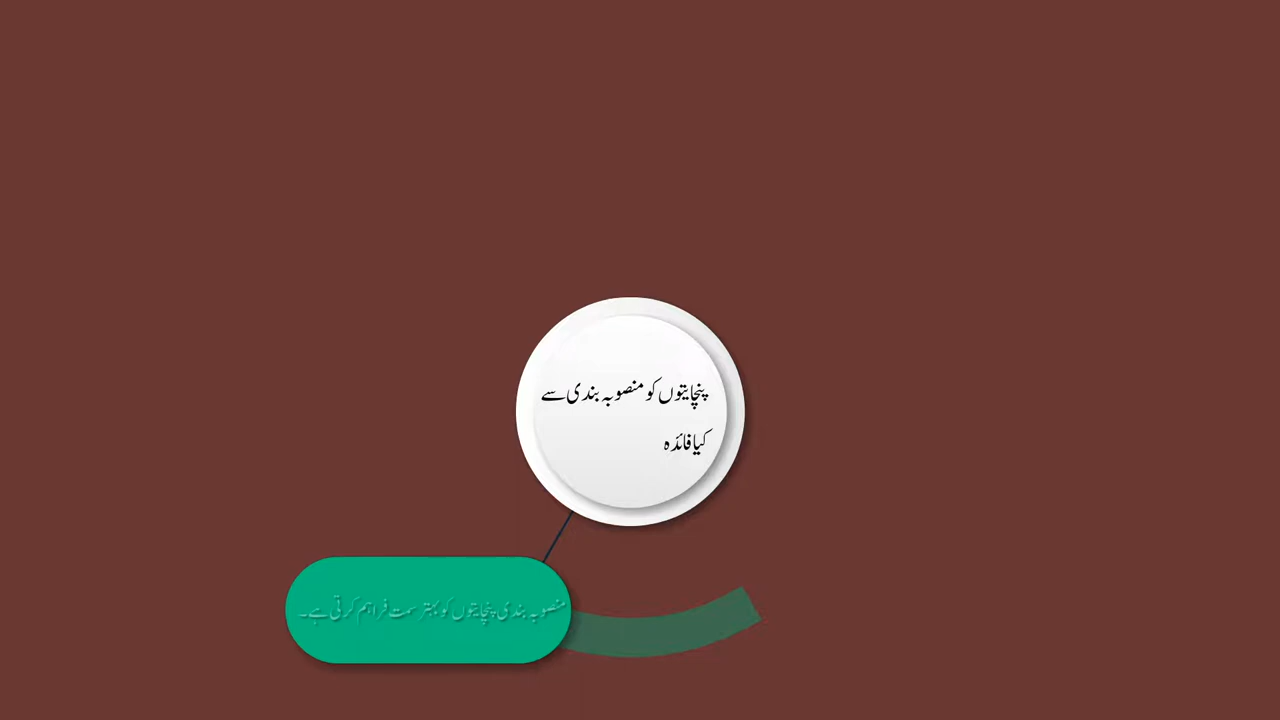 پنچایتوں کو منصوبہ بندی سے
کیا فائدہ
منصوبہ بندی پنچایتوں کو بہتر سمت فراہم کرتی ہے۔